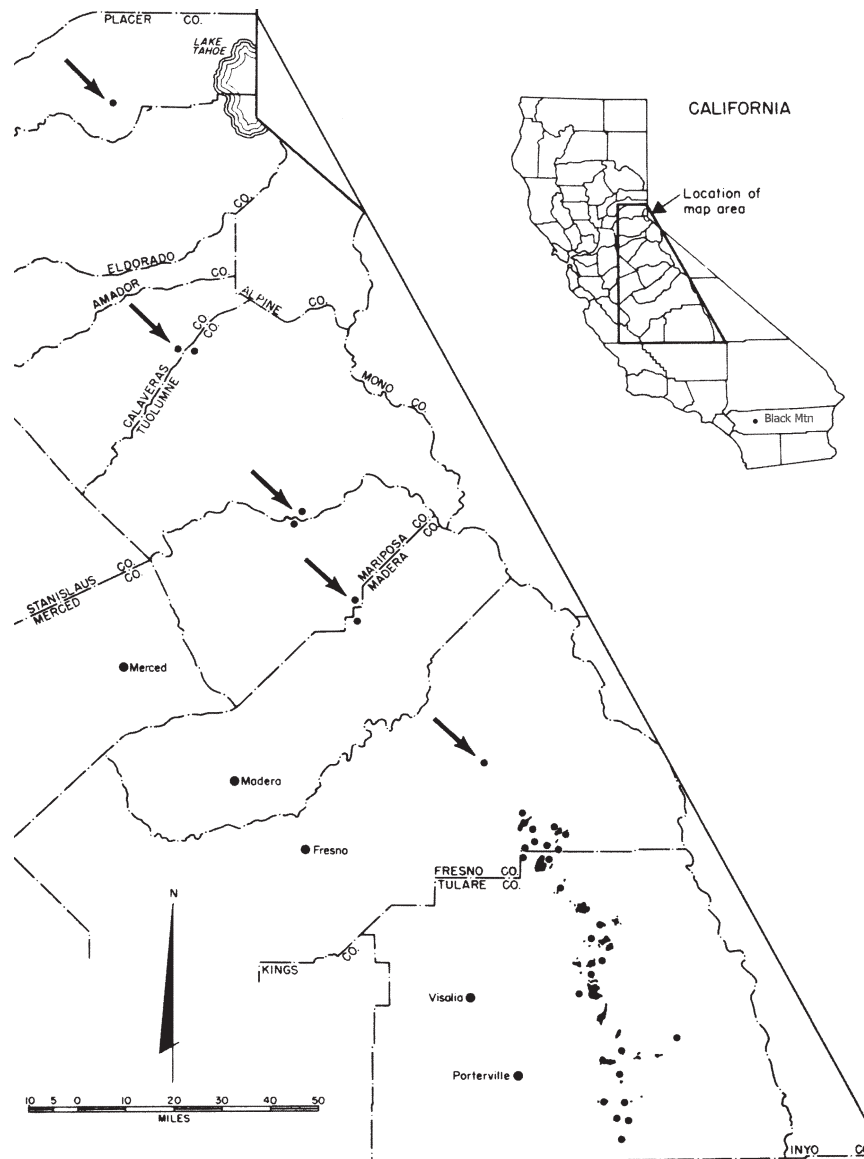 PLACER CO.
LAKE
TAHOE
CALIFORNIA
Location of
map area
Black Mtn
ELDORADO CO.
AMADOR CO.
ALPINE CO.
CALAVERAS CO.
TUOLUMNE CO.
MONO CO.
STANISLAUS CO.
MERCED CO.
MARIPOSA CO.
MADERA CO.
Merced
Madera
Fresno
FRESNO CO.
TULARE CO.
N
KINGS CO.
Visalia
Porterville
10 5 0 10 20 30 40 50
MILES
INYO CO